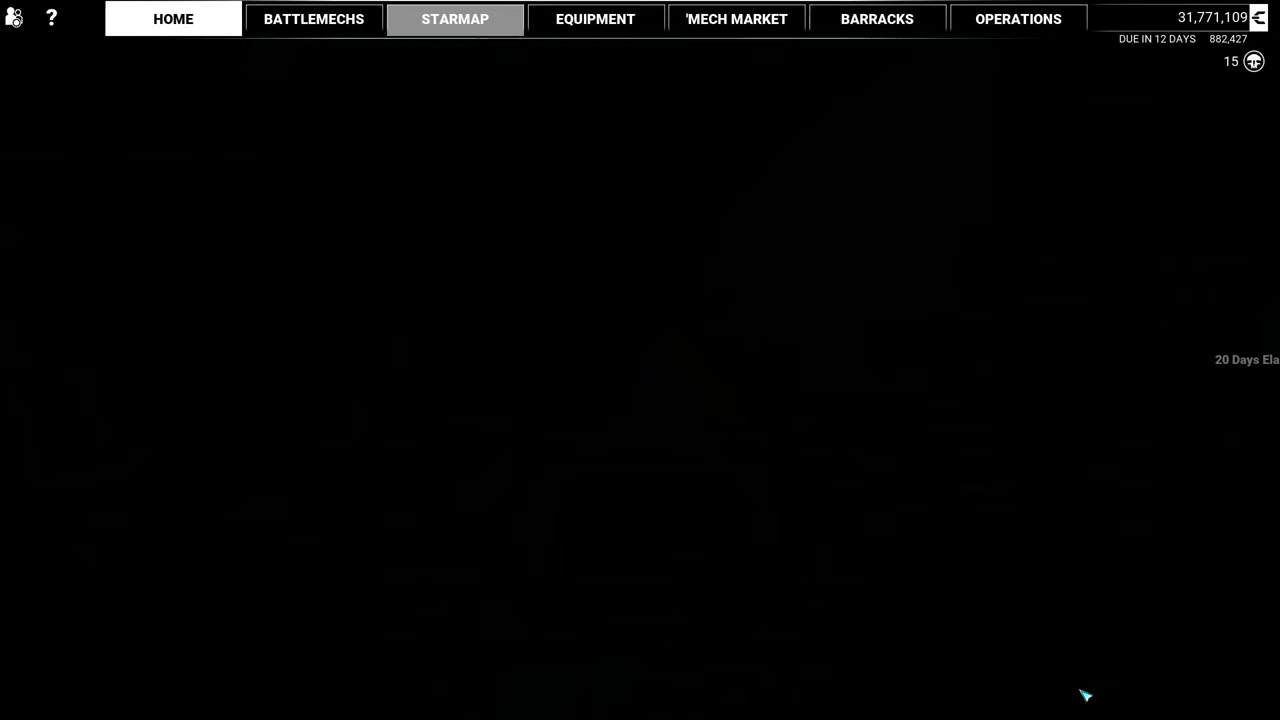 ?
HOME
BATTLEMECHS
STARMAP
EQUIPMENT
'MECH MARKET
BARRACKS
OPERATIONS
31,771,109
DUE IN 12 DAYS 882,427
15
20 Days Ela